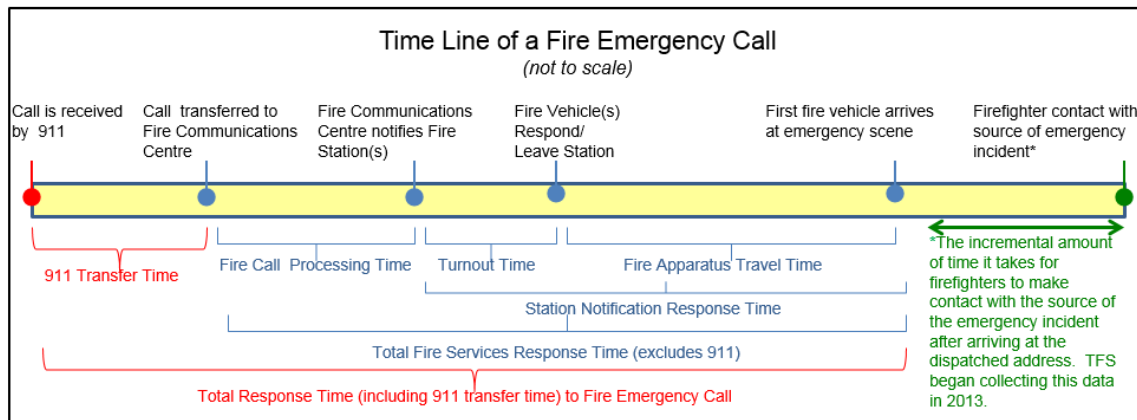 Time Line of a Fire Emergency Call
(not to scale)
Call is received
by 911
Call transferred to
Fire Communications
Centre
Fire Communications
Centre notifies Fire
Station(s)
Fire Vehicle(s)
Respond/
Leave Station
First fire vehicle arrives
at emergency scene
Firefighter contact with
source of emergency
incident*
911 Transfer Time
Fire Call Processing Time
Turnout Time
Fire Apparatus Travel Time
Station Notification Response Time
Total Fire Services Response Time (excludes 911)
Total Response Time (including 911 transfer time) to Fire Emergency Call
*The incremental amount
of time it takes for
firefighters to make
contact with the source of
the emergency incident
after arriving at the
dispatched address. TFS
began collecting this data
in 2013.